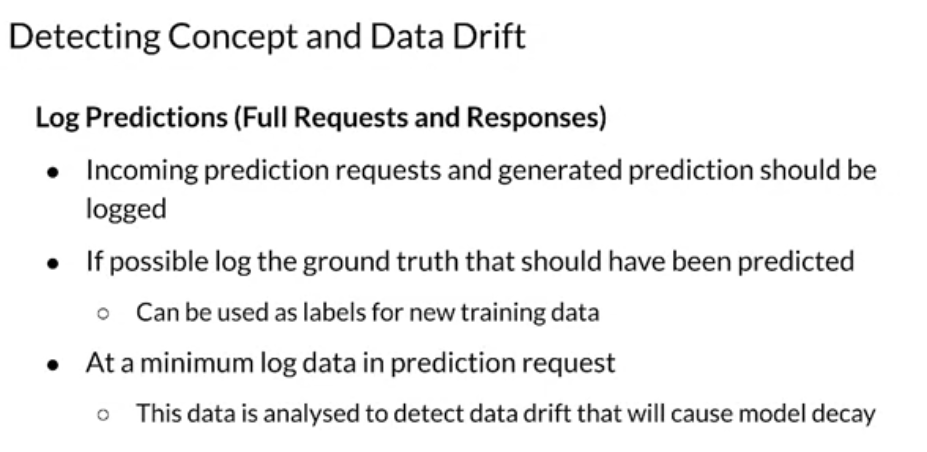 Detecting Concept and Data Drift
Log Predictions (Full Requests and Responses)
● Incoming prediction requests and generated prediction should be
logged
● If possible log the ground truth that should have been predicted
○ Can be used as labels for new training data
● At a minimum log data in prediction request
○ This data is analysed to detect data drift that will cause model decay